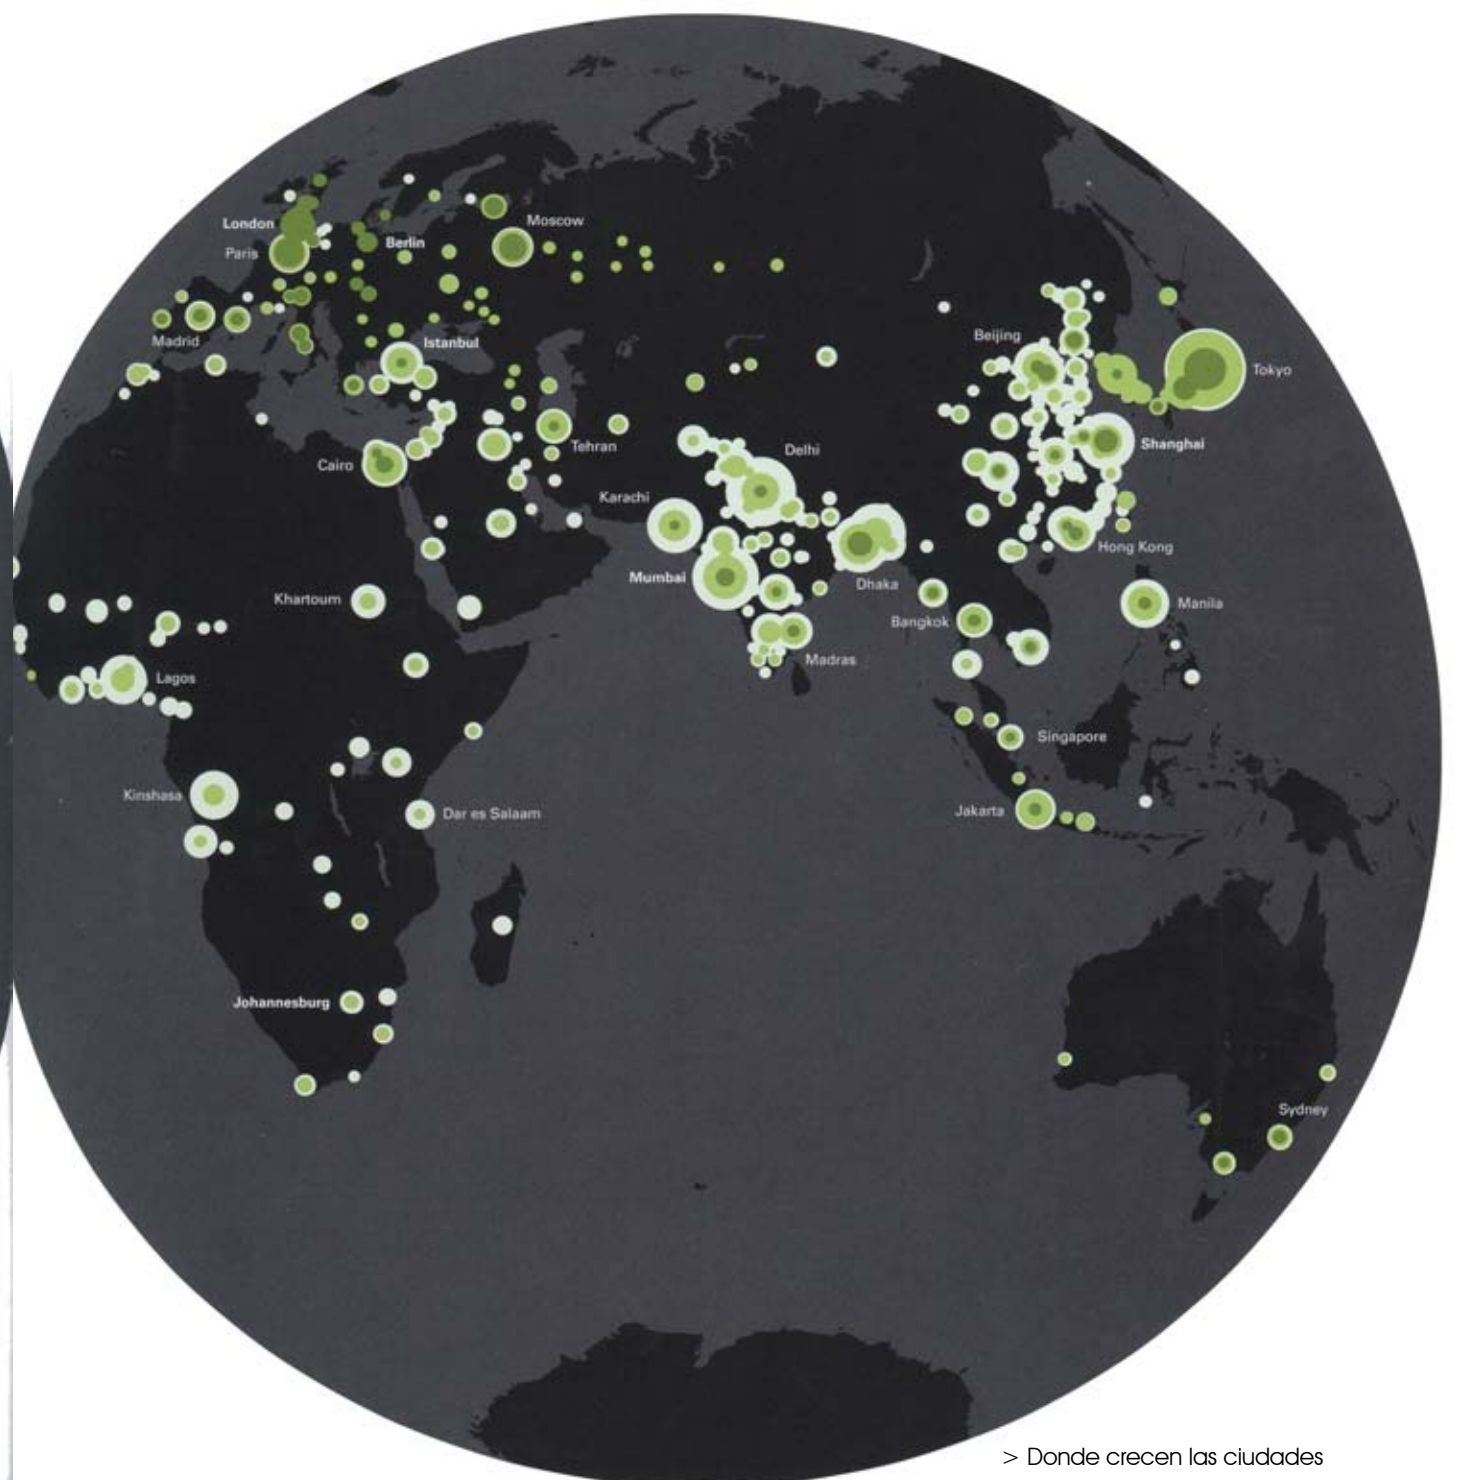 London
Moscow
Berlin
Paris
Madrid
Istanbul
Beijing
Tokyo
Tehran
Shanghai
Delhi
Cairo
Karachi
Hong Kong
Mumbai
Dhaka
Khartoum
Manila
Bangkok
Madras
Lagos
Singapore
Kinshasa
Dar es Salaam
Jakarta
Johannesburg
Sydney
> Donde crecen las ciudades